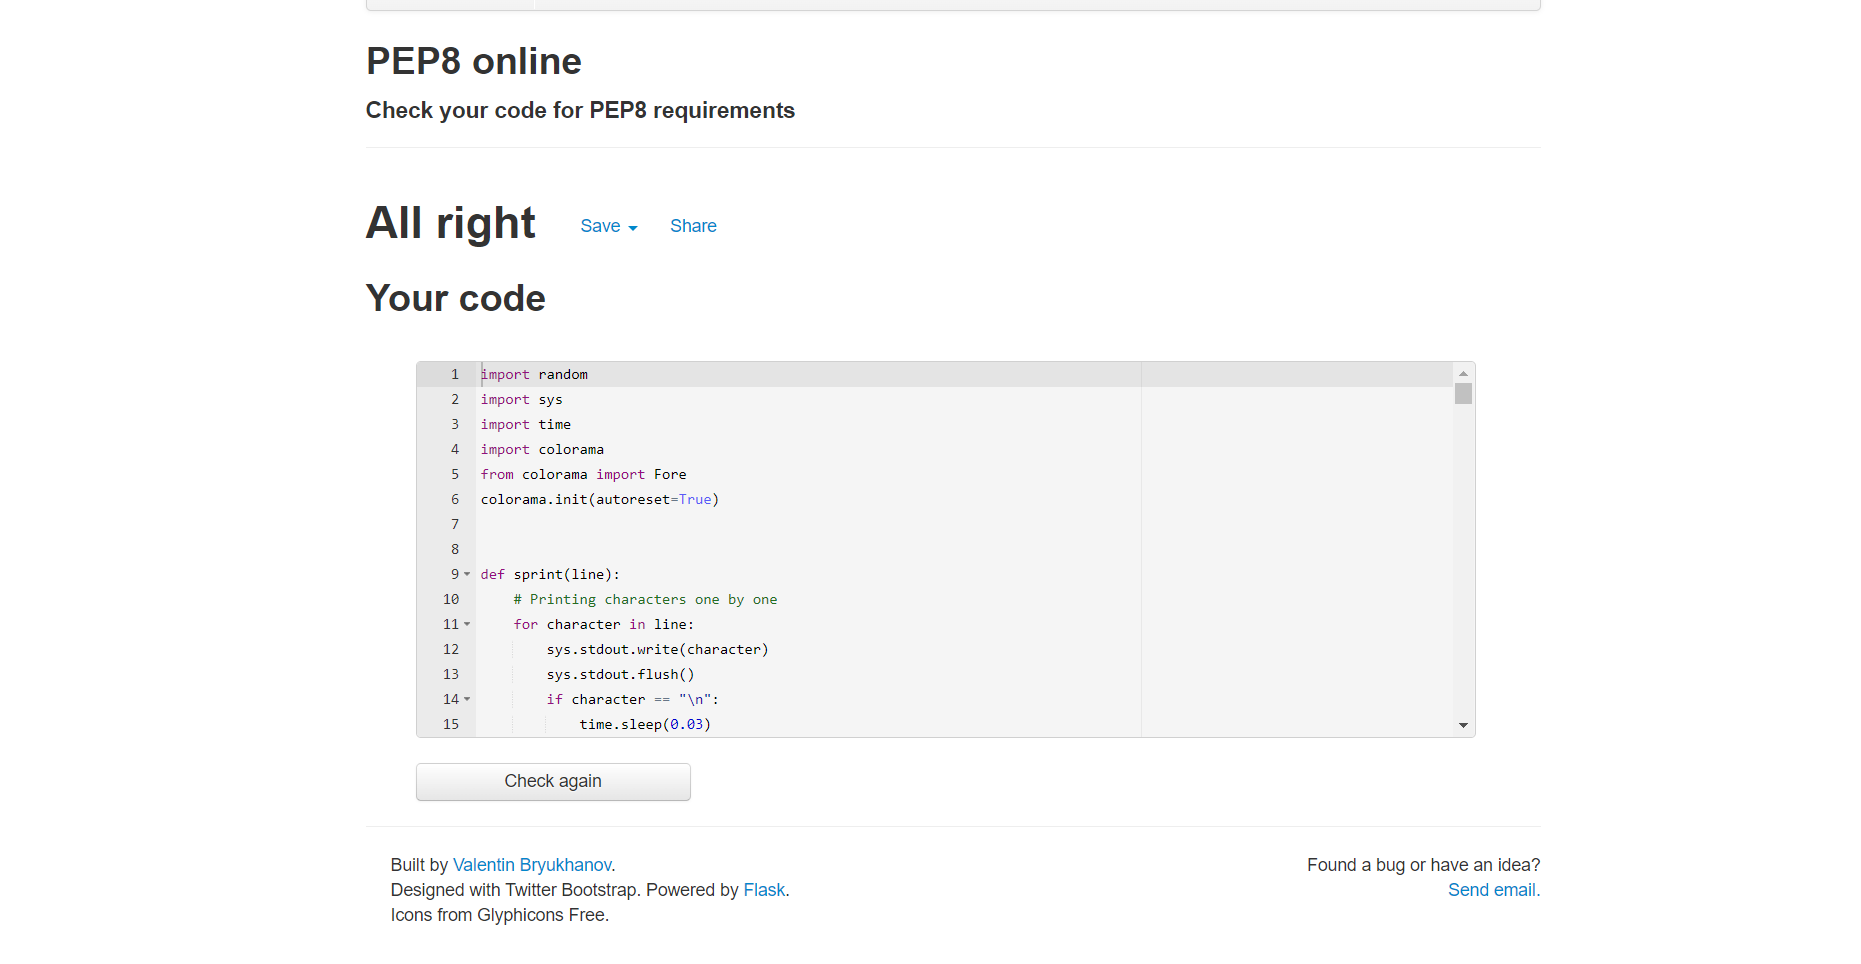 PEP8 online
Check your code for PEP8 requirements
All right Save Share
Your code
1 import random
2 import sys
3 import time
4 import colorama
5 from colorama import Fore
6 colorama.init(autoreset=True)
7
8
9 def sprint(line):
10     # Printing characters one by one
11     for character in line:
12         sys.stdout.write(character)
13         sys.stdout.flush()
14         if character == "\n":
15             time.sleep(0.03)
Check again
Built by Valentin Bryukhanov.
Designed with Twitter Bootstrap. Powered by Flask.
Icons from Glyphicons Free.
Found a bug or have an idea?
Send email.